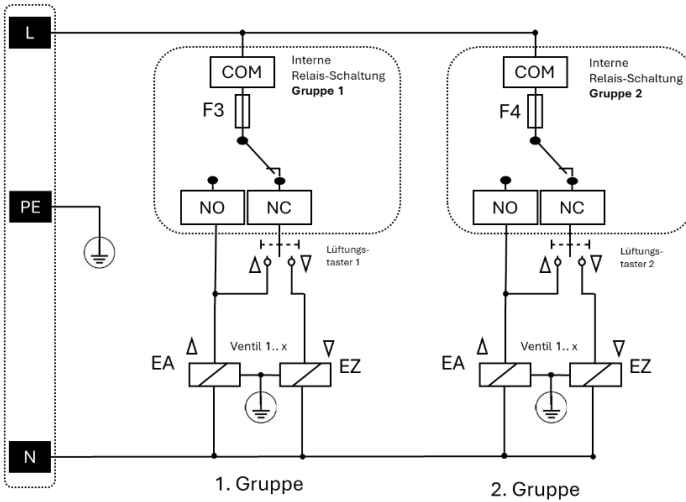 L
Interne
Relais-Schaltung
Gruppe 1
COM
F3
NO
NC
Lüftungs-
taster 1
Interne
Relais-Schaltung
Gruppe 2
COM
F4
NO
NC
Lüftungs-
taster 2
PE
EA
Ventil 1.. x
EZ
EA
Ventil 1.. x
EZ
N
1. Gruppe
2. Gruppe